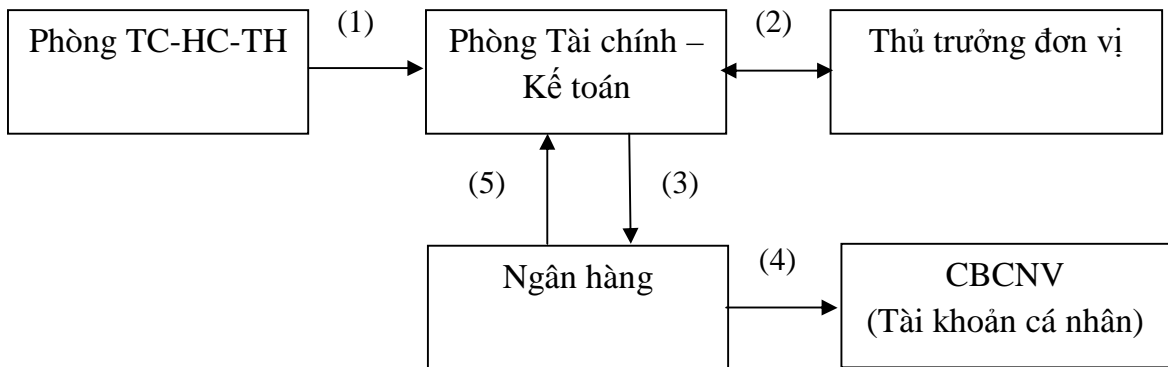 Phòng TC-HC-TH
(1)
Phòng Tài chính –
Kế toán
(2)
Thủ trưởng đơn vị
(5)
(3)
Ngân hàng
(4)
CBCNV
(Tài khoản cá nhân)